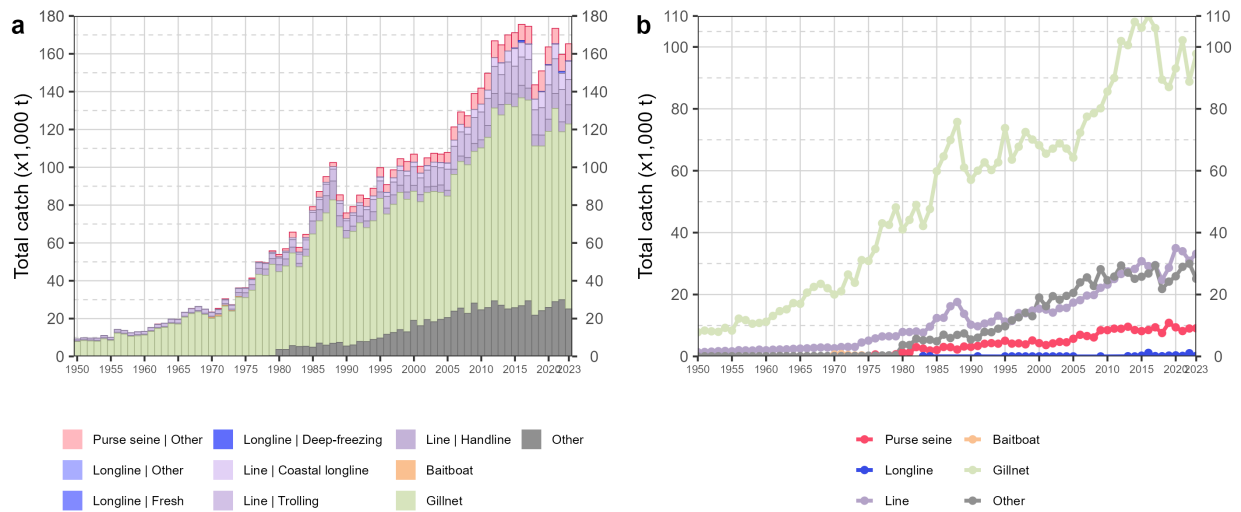 a
Total catch (x1,000 t)
180
160
140
120
100
80
60
40
20
0
180
160
140
120
100
80
60
40
20
0
1950 1955 1960 1965 1970 1975 1980 1985 1990 1995 2000 2005 2010 2015 2020 2023
Purse seine | Other
Longline | Deep-freezing
Line | Handline
Other
Longline | Other
Line | Coastal longline
Baitboat
Longline | Fresh
Line | Trolling
Gillnet
b
Total catch (x1,000 t)
110
100
80
60
40
20
0
110
100
80
60
40
20
0
1950 1955 1960 1965 1970 1975 1980 1985 1990 1995 2000 2005 2010 2015 2020 2023
Purse seine
Baitboat
Longline
Gillnet
Line
Other